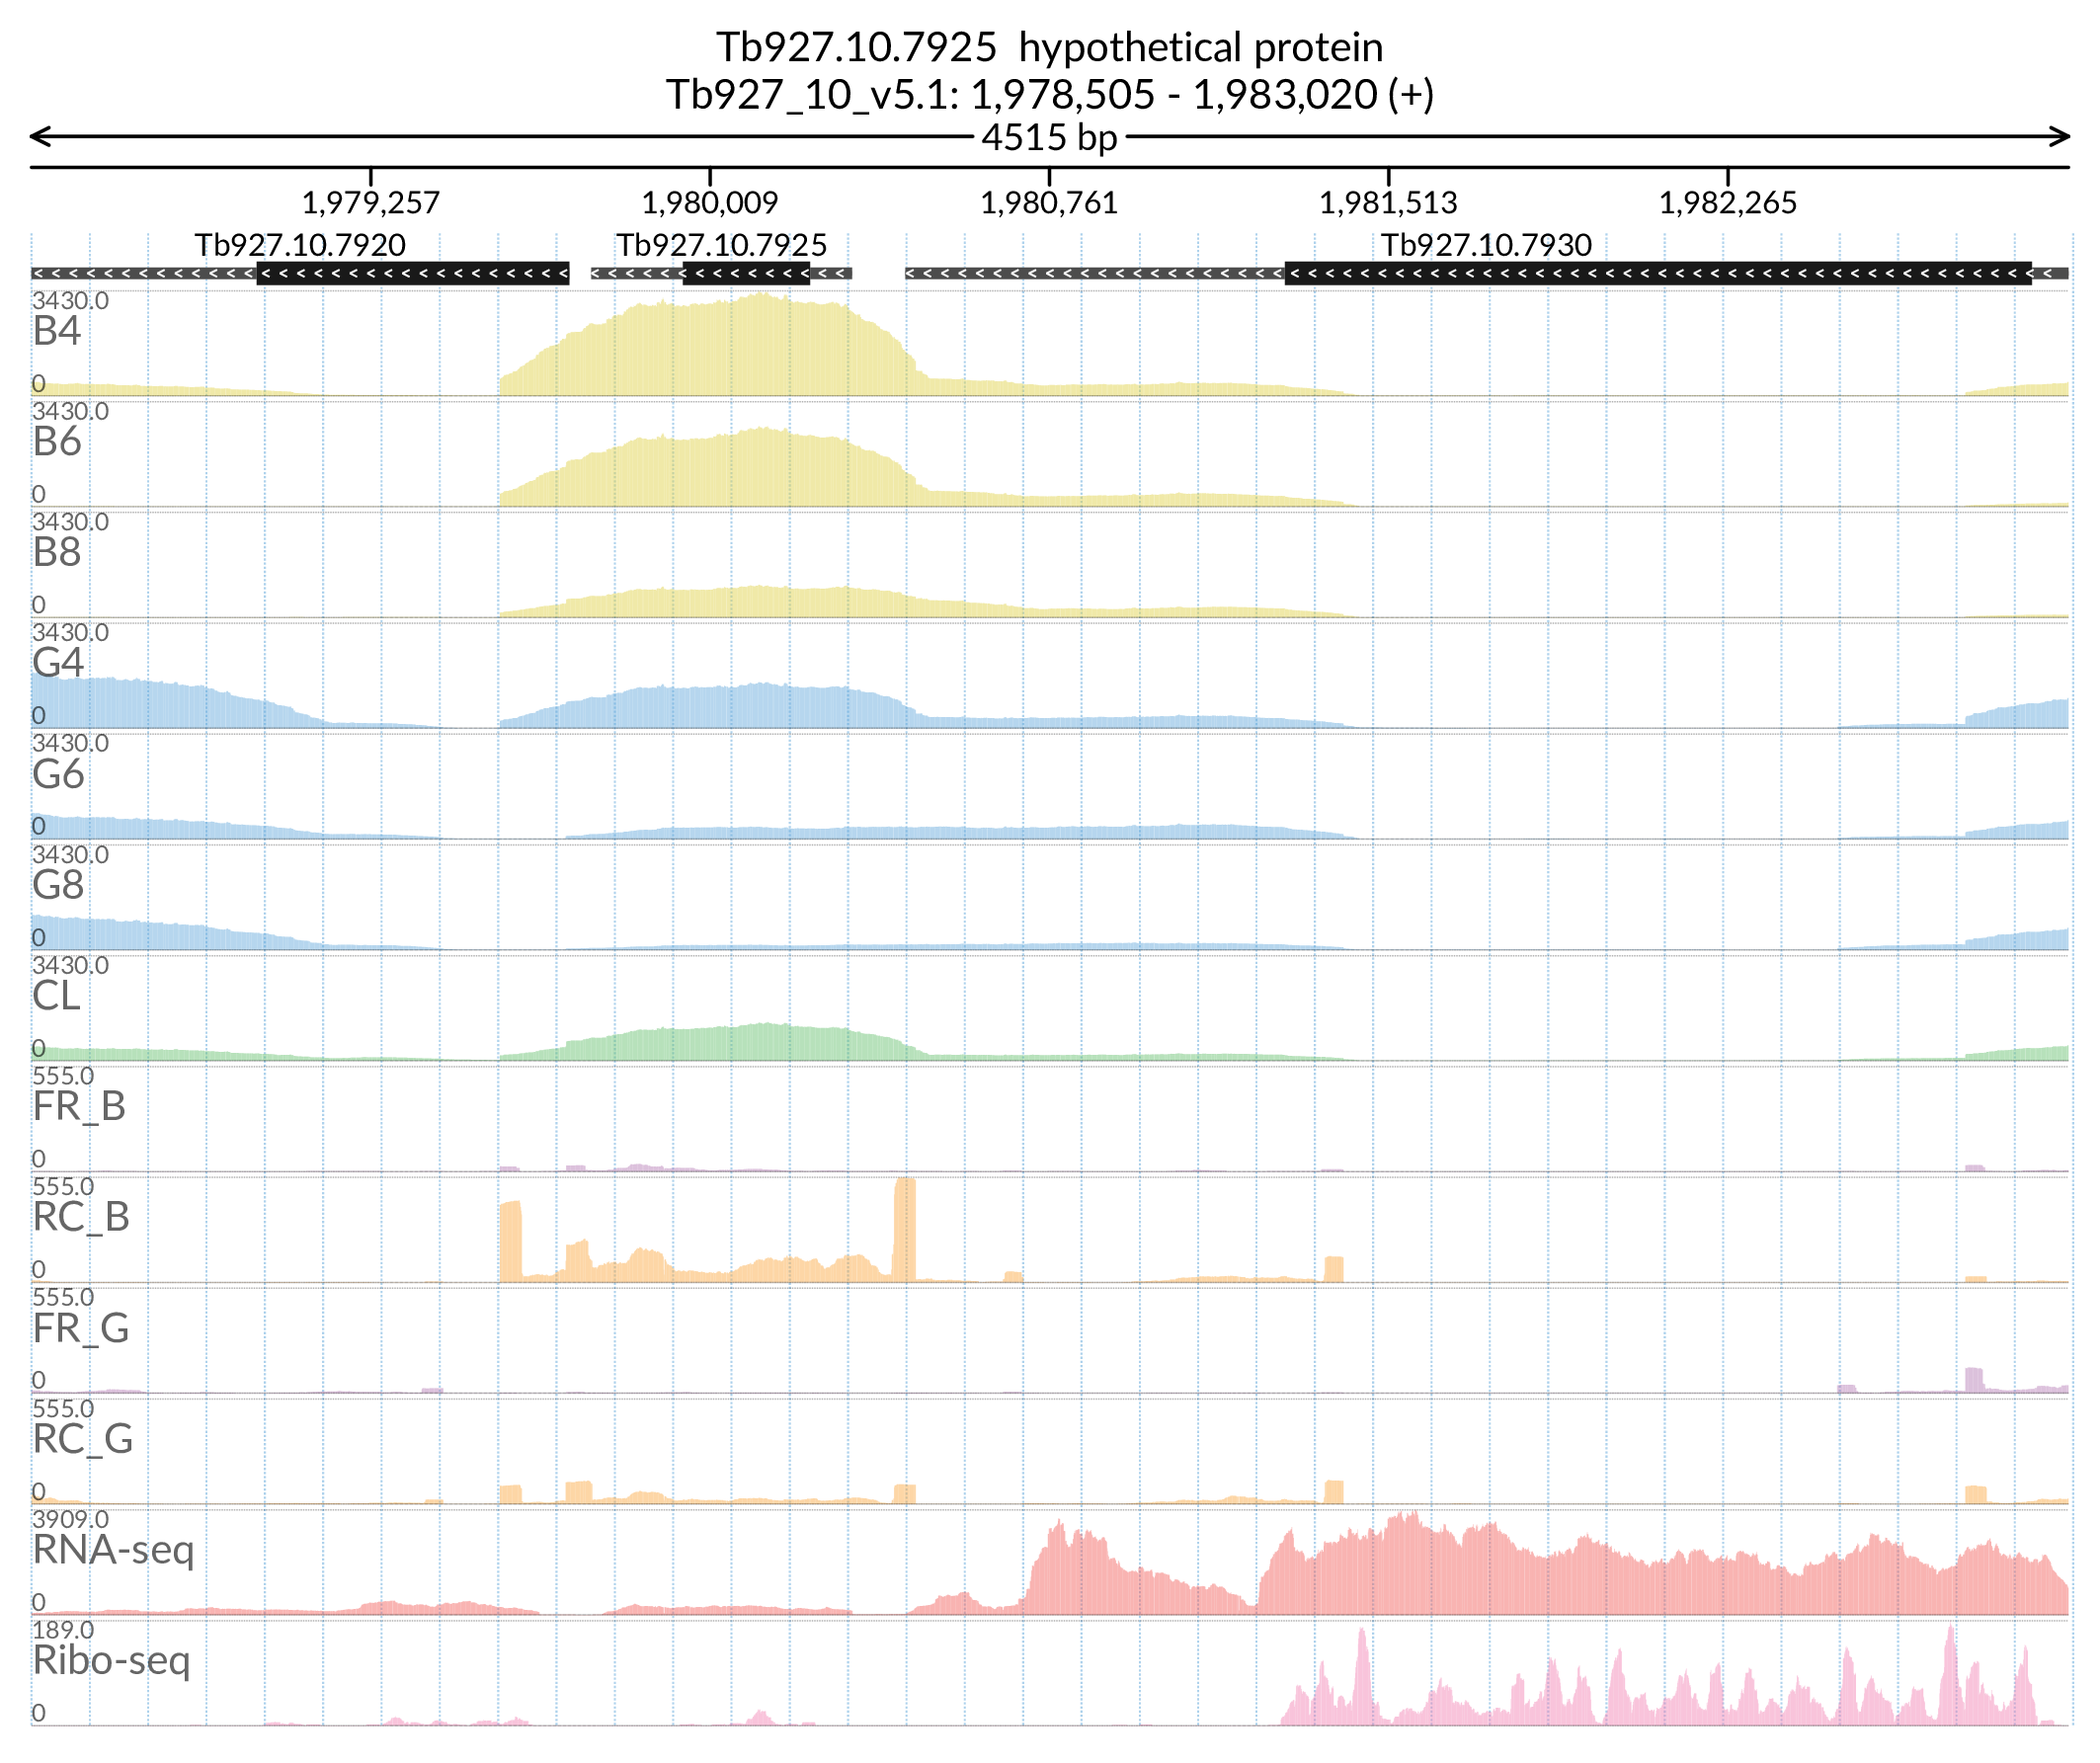 Tb927.10.7925 hypothetical protein
Tb927_10_v5.1: 1,978,505 - 1,983,020 (+)
4515 bp
1,979,257 1,980,009 1,980,761 1,981,513 1,982,265
Tb927.10.7920 Tb927.10.7925 Tb927.10.7930
3430.0
B4
0
3430.0
B6
0
3430.0
B8
0
3430.0
G4
0
3430.0
G6
0
3430.0
G8
0
3430.0
CL
0
555.0
FR_B
0
555.0
RC_B
0
555.0
FR_G
0
555.0
RC_G
0
3909.0
RNA-seq
0
189.0
Ribo-seq
0